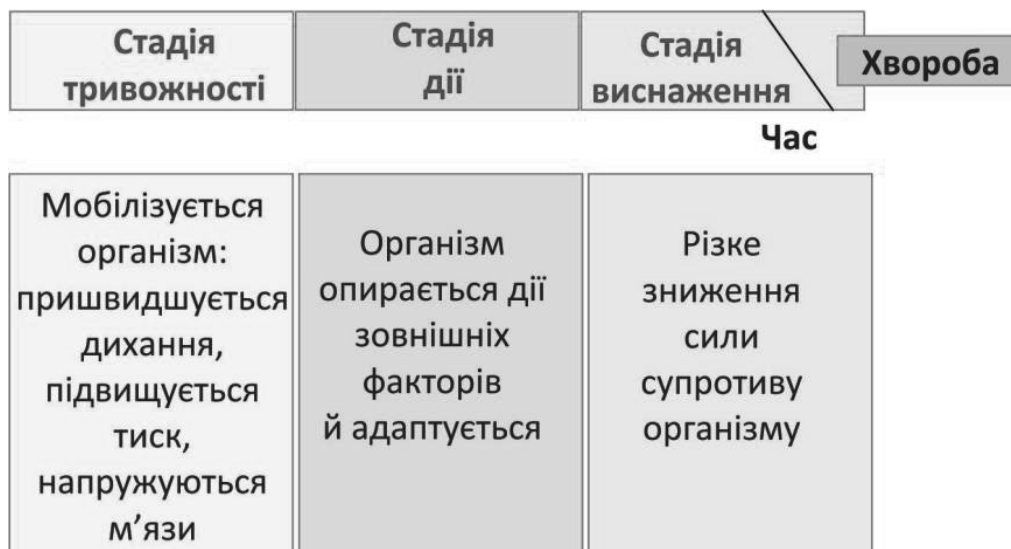 Стадія
тривожності
Стадія
дії
Стадія
виснаження
Хвороба
Час
Мобілізується
організм:
пришвидшується
дихання,
підвищується
тиск,
напружуються
м’язи
Організм
опирається дії
зовнішніх
факторів
й адаптується
Різке
зниження
сили
супротиву
організму